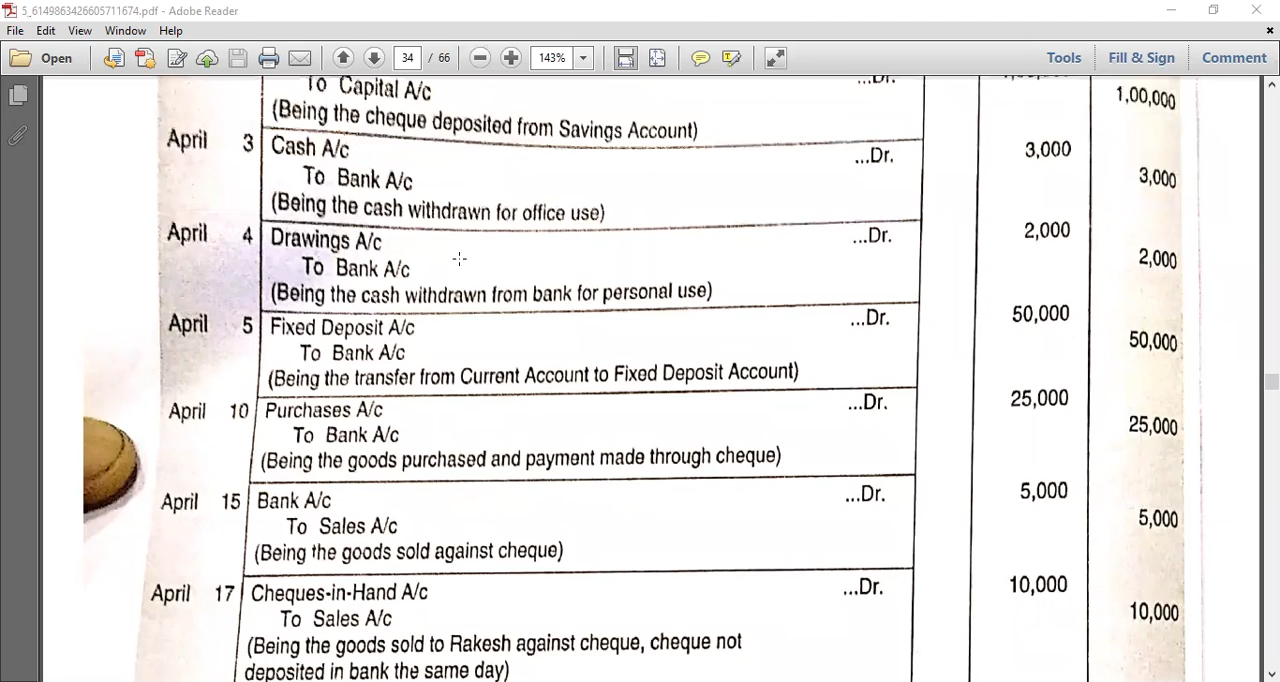 5_6149863426605711674.pdf - Adobe Reader
File Edit View Window Help
Open 34 / 66 143% Tools Fill & Sign Comment
To Capital A/c ...Dr. 1,00,000
(Being the cheque deposited from Savings Account)
April 3 Cash A/c ...Dr. 3,000
To Bank A/c 3,000
(Being the cash withdrawn for office use)
April 4 Drawings A/c ...Dr. 2,000
To Bank A/c 2,000
(Being the cash withdrawn from bank for personal use)
April 5 Fixed Deposit A/c ...Dr. 50,000
To Bank A/c 50,000
(Being the transfer from Current Account to Fixed Deposit Account)
April 10 Purchases A/c ...Dr. 25,000
To Bank A/c 25,000
(Being the goods purchased and payment made through cheque)
April 15 Bank A/c ...Dr. 5,000
To Sales A/c 5,000
(Being the goods sold against cheque)
April 17 Cheques-in-Hand A/c ...Dr. 10,000
To Sales A/c 10,000
(Being the goods sold to Rakesh against cheque, cheque not
deposited in bank the same day)